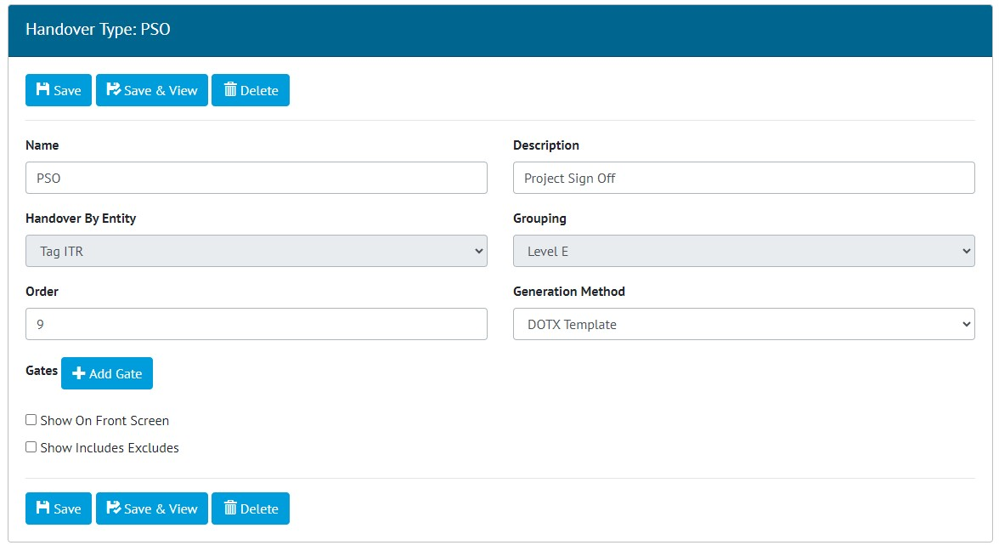 Handover Type: PSO
Save Save & View Delete
Name Description
PSO Project Sign Off
Handover By Entity Grouping
Tag ITR Level E
Order Generation Method
9 DOTX Template
Gates Add Gate
Show On Front Screen
Show Includes Excludes
Save Save & View Delete